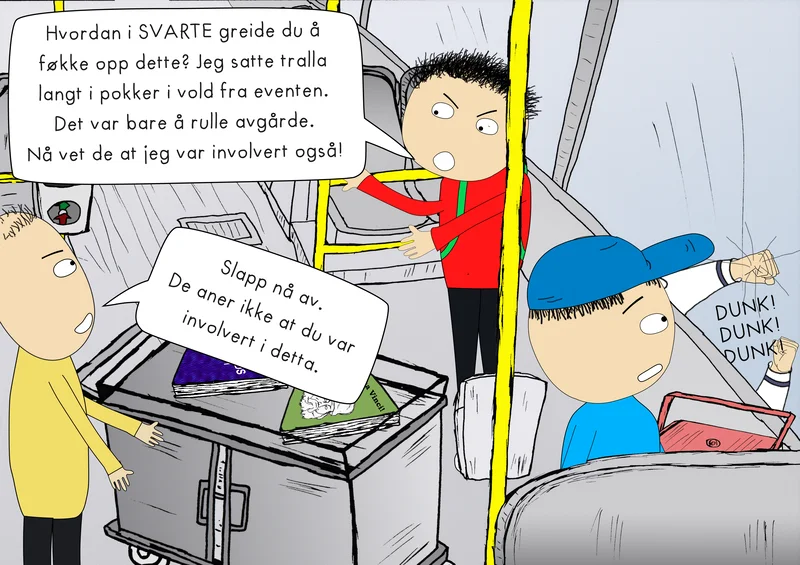 Hvordan i SVARTE greide du å
føkke opp dette? Jeg satte tralla
langt i pokker i vold fra eventen.
Det var bare å rulle avgårde.
Nå vet de at jeg var involvert også!
Slapp nå av.
De aner ikke at du var
involvert i detta.
DUNK!
DUNK!
DUNK
a Vinci